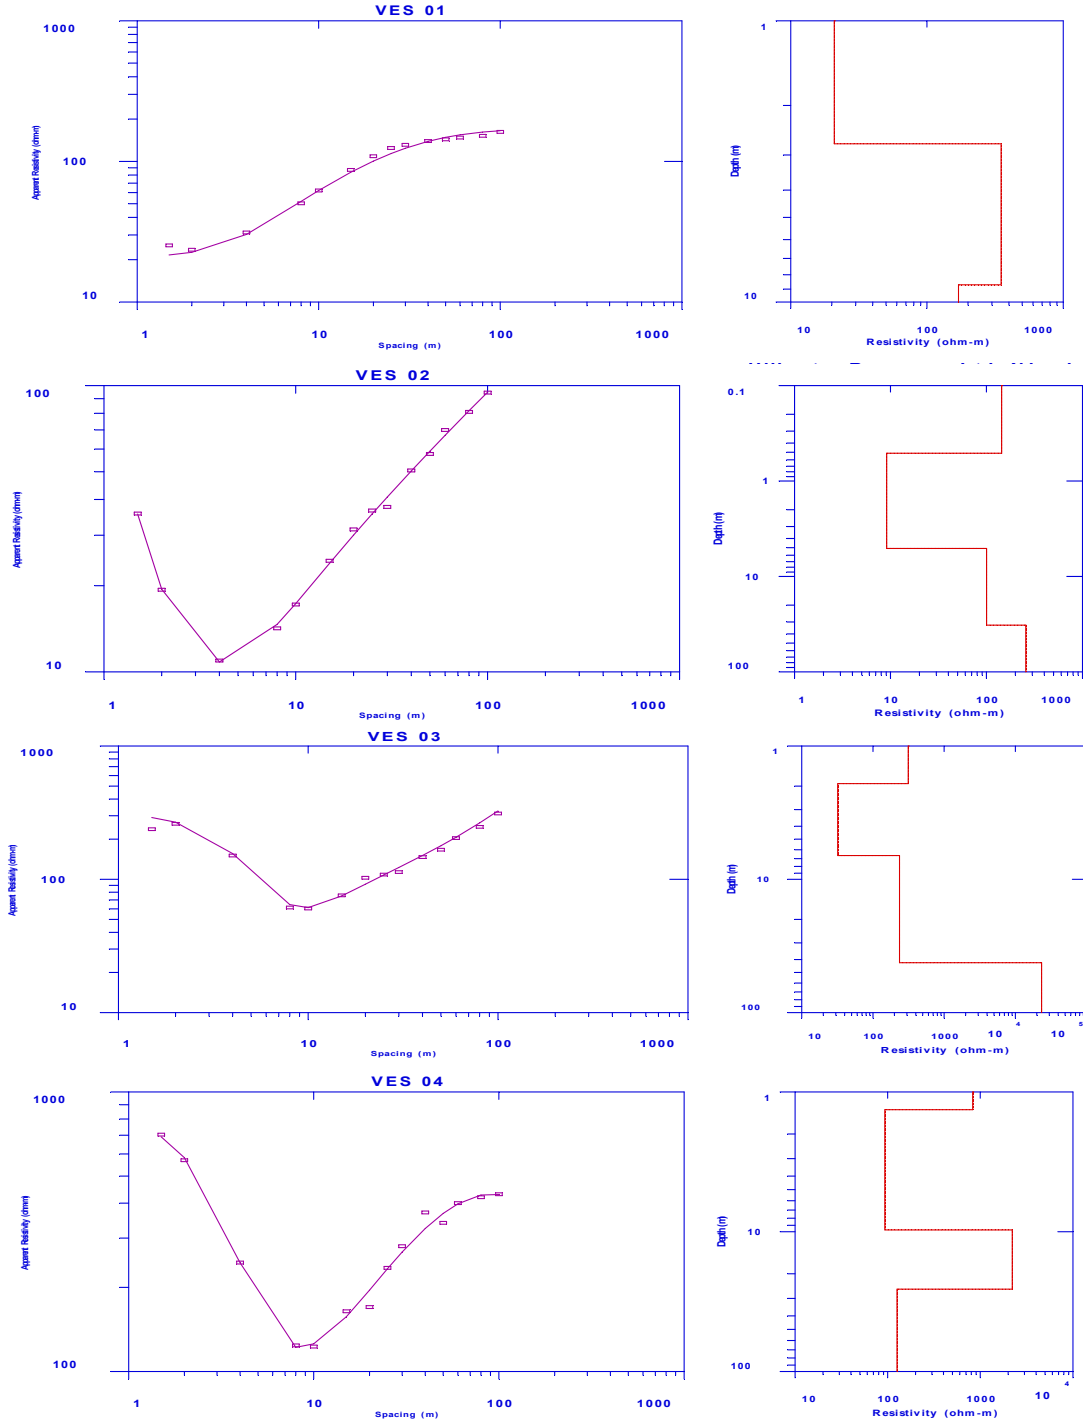 VES 01
1000
100
10
Apparent Resistivity (ohm-m)
1 10 100 1000
Spacing (m)
1
10
Depth (m)
10 100 1000
Resistivity (ohm-m)
VES 02
100
10
Apparent Resistivity (ohm-m)
1 10 100 1000
Spacing (m)
0.1
1
10
100
Depth (m)
1 10 100 1000
Resistivity (ohm-m)
VES 03
1000
100
10
Apparent Resistivity (ohm-m)
1 10 100 1000
Spacing (m)
1
10
100
Depth (m)
10 100 1000 10 4 10 5
Resistivity (ohm-m)
VES 04
1000
100
Apparent Resistivity (ohm-m)
1 10 100 1000
Spacing (m)
1
10
100
Depth (m)
10 100 1000 10 4
Resistivity (ohm-m)